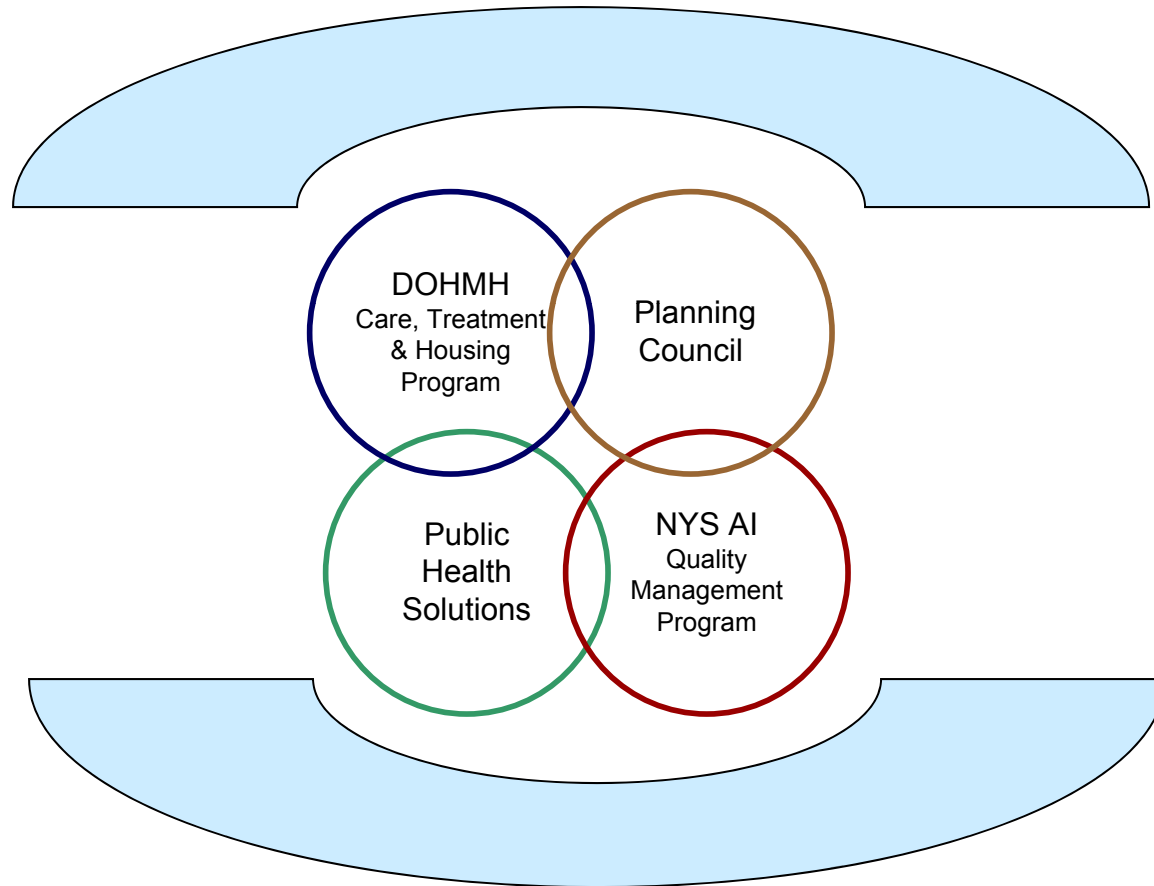 DOHMH
Care, Treatment
& Housing
Program
Planning
Council
Public
Health
Solutions
NYS AI
Quality
Management
Program